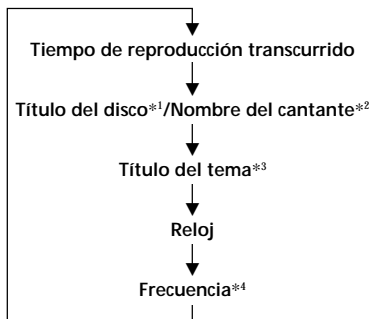 Tiempo de reproducción transcurrido
Título del disco*1/Nombre del cantante*2
Título del tema*3
Reloj
Frecuencia*4